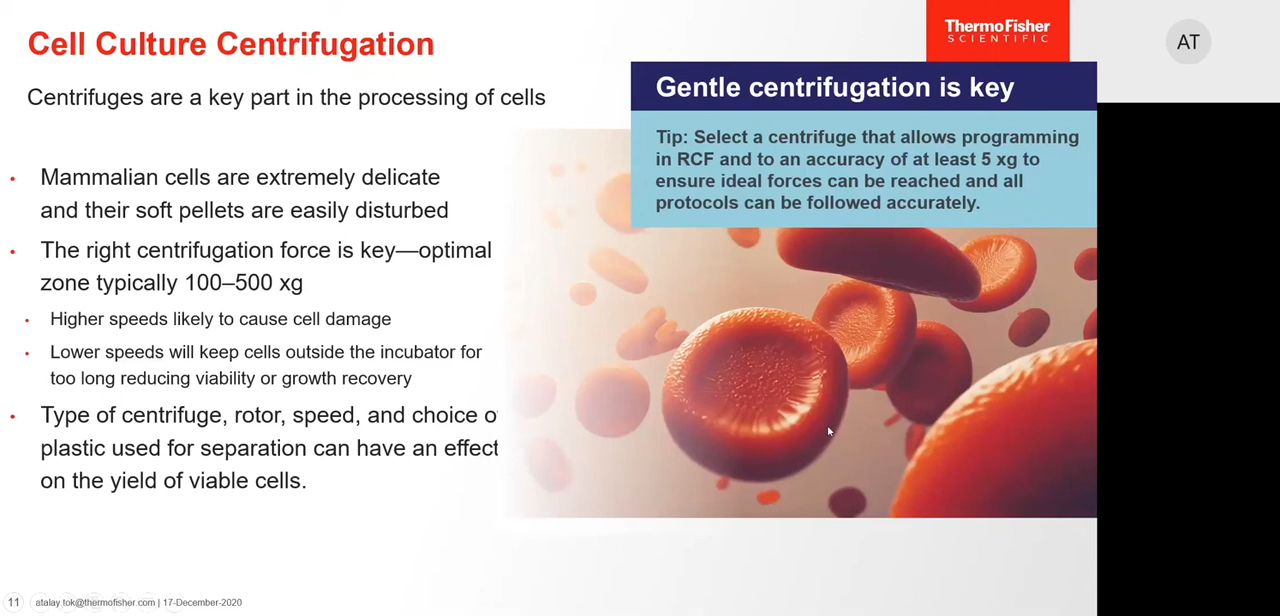 Cell Culture Centrifugation
ThermoFisher
SCIENTIFIC
AT
Centrifuges are a key part in the processing of cells
Gentle centrifugation is key
Tip: Select a centrifuge that allows programming
in RCF and to an accuracy of at least 5 xg to
ensure ideal forces can be reached and all
protocols can be followed accurately.
• Mammalian cells are extremely delicate
and their soft pellets are easily disturbed
• The right centrifugation force is key—optimal
zone typically 100–500 xg
• Higher speeds likely to cause cell damage
• Lower speeds will keep cells outside the incubator for
too long reducing viability or growth recovery
• Type of centrifuge, rotor, speed, and choice o
plastic used for separation can have an effect
on the yield of viable cells.
11 atalay.tok@thermofisher.com | 17-December-2020